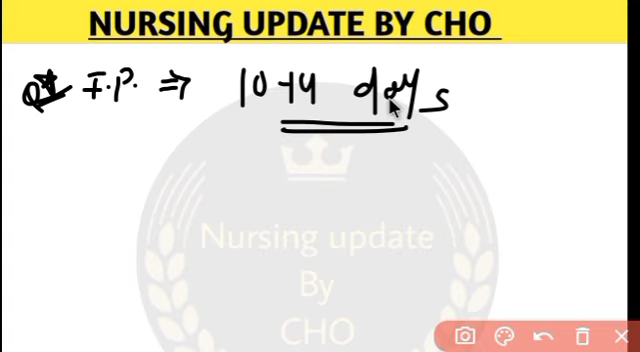 NURSING UPDATE BY CHO
I.P. ⇒ 10-14 days
Nursing update
By
CHO